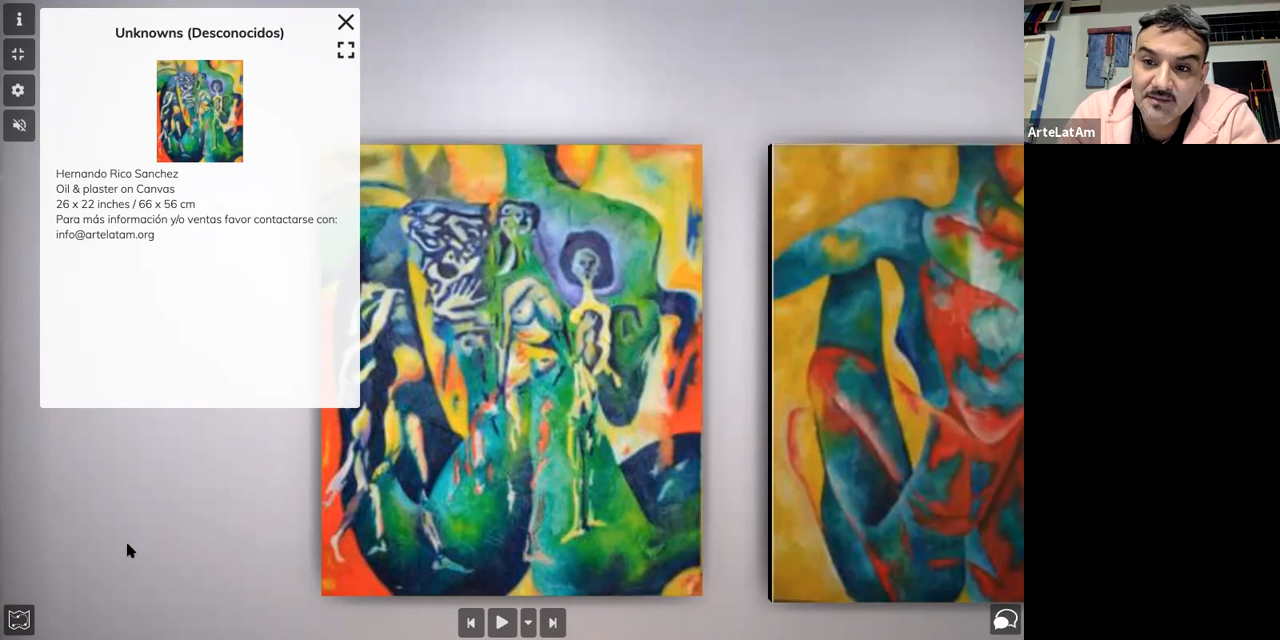 Unknowns (Desconocidos)
Hernando Rico Sanchez
Oil & plaster on Canvas
26 x 22 inches / 66 x 56 cm
Para más información y/o ventas favor contactarse con:
info@artelatam.org
ArteLatAm